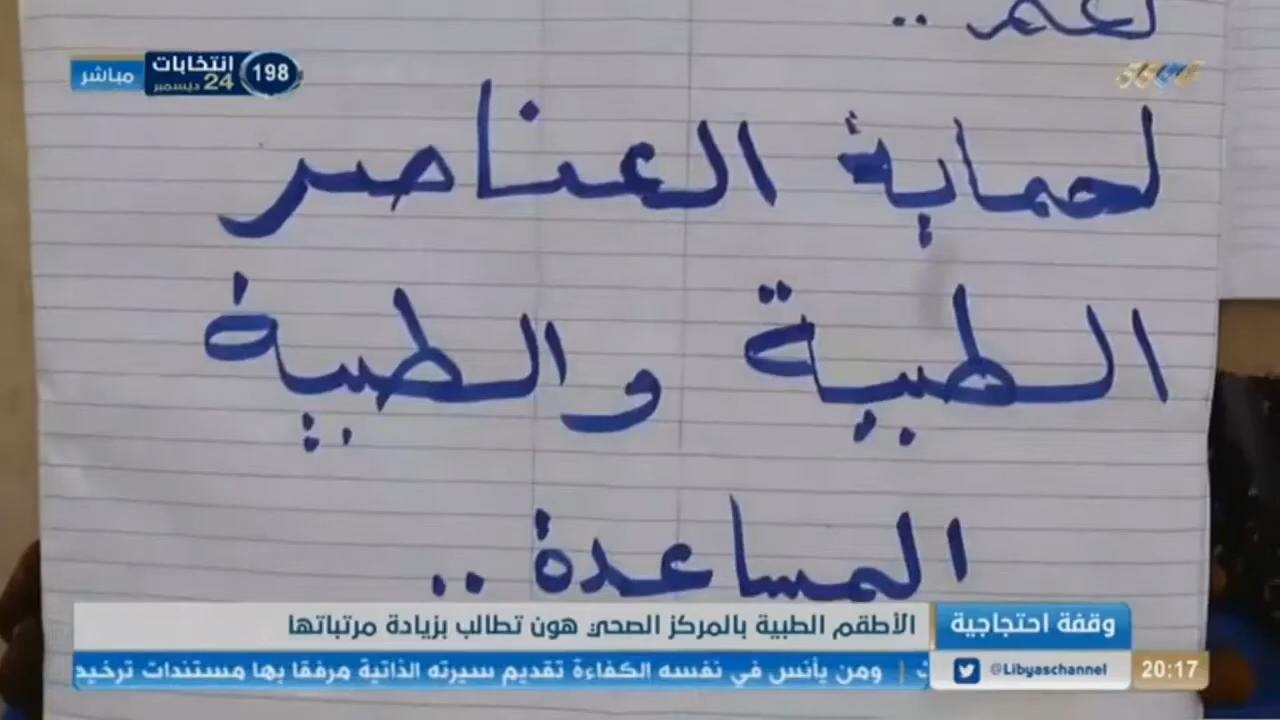 نعم ..
انتخابات
24 ديسمبر
198
مباشر
لحماية العناصر
الطبية والطبية
المساعدة ..
وقفة احتجاجية
الأطقم الطبية بالمركز الصحي هون تطالب بزيادة مرتباتها
ومن يأنس في نفسه الكفاءة تقديم سيرته الذاتية مرفقا بها مستندات
@Libyaschannel
20:17